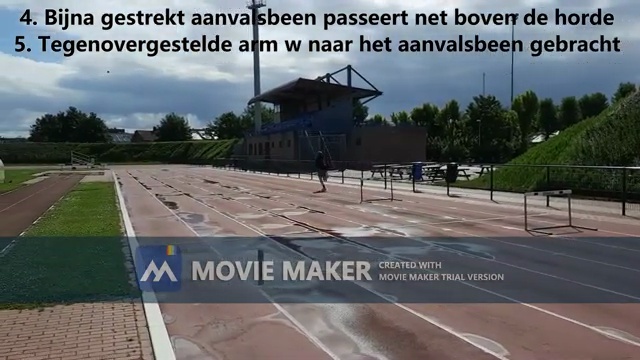 4. Bijna gestrekt aanvalsbeen passeert net boven de horde
5. Tegenovergestelde arm w naar het aanvalsbeen gebracht
MOVIE MAKER
CREATED WITH
MOVIE MAKER TRIAL VERSION